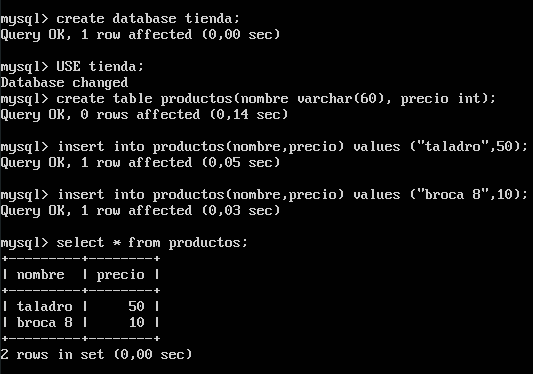 mysql> create database tienda;
Query OK, 1 row affected (0,00 sec)

mysql> USE tienda;
Database changed
mysql> create table productos(nombre varchar(60), precio int);
Query OK, 0 rows affected (0,14 sec)

mysql> insert into productos(nombre,precio) values ("taladro",50);
Query OK, 1 row affected (0,05 sec)

mysql> insert into productos(nombre,precio) values ("broca 8",10);
Query OK, 1 row affected (0,03 sec)

mysql> select * from productos;
+---------+--------+
| nombre  | precio |
+---------+--------+
| taladro |     50 |
| broca 8 |     10 |
+---------+--------+
2 rows in set (0,00 sec)